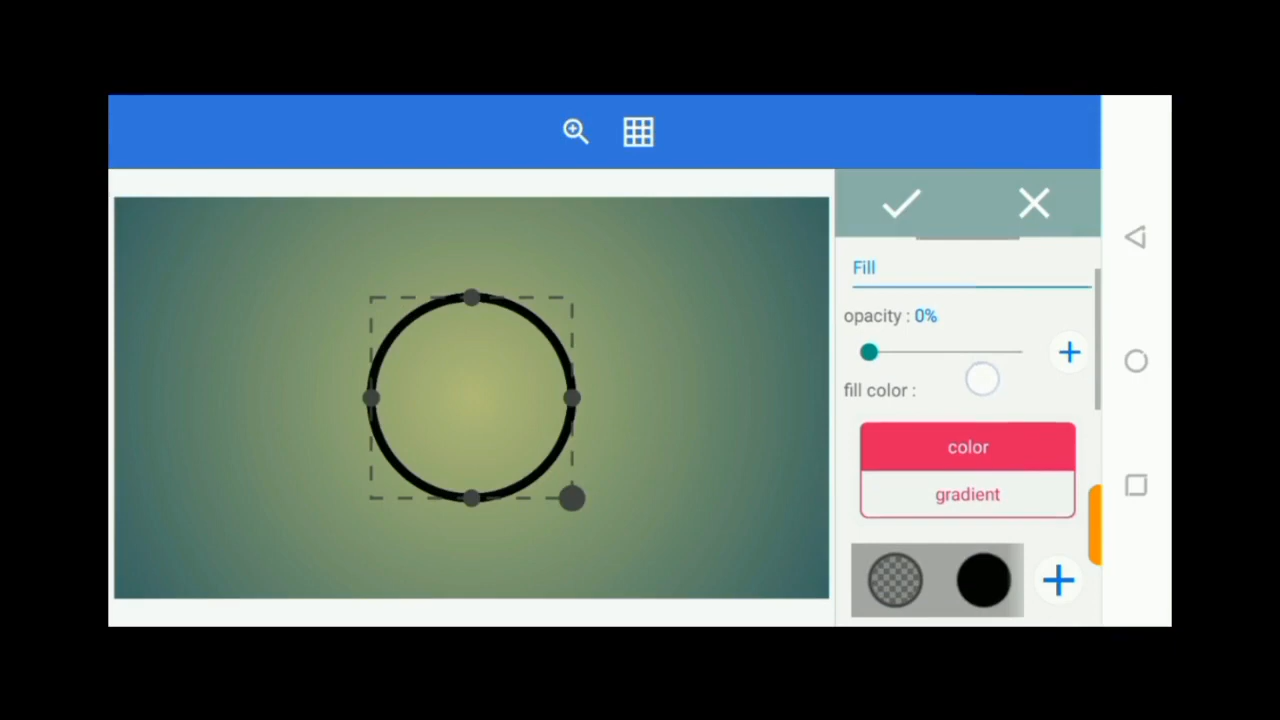 Fill
opacity : 0%
fill color :
color
gradient